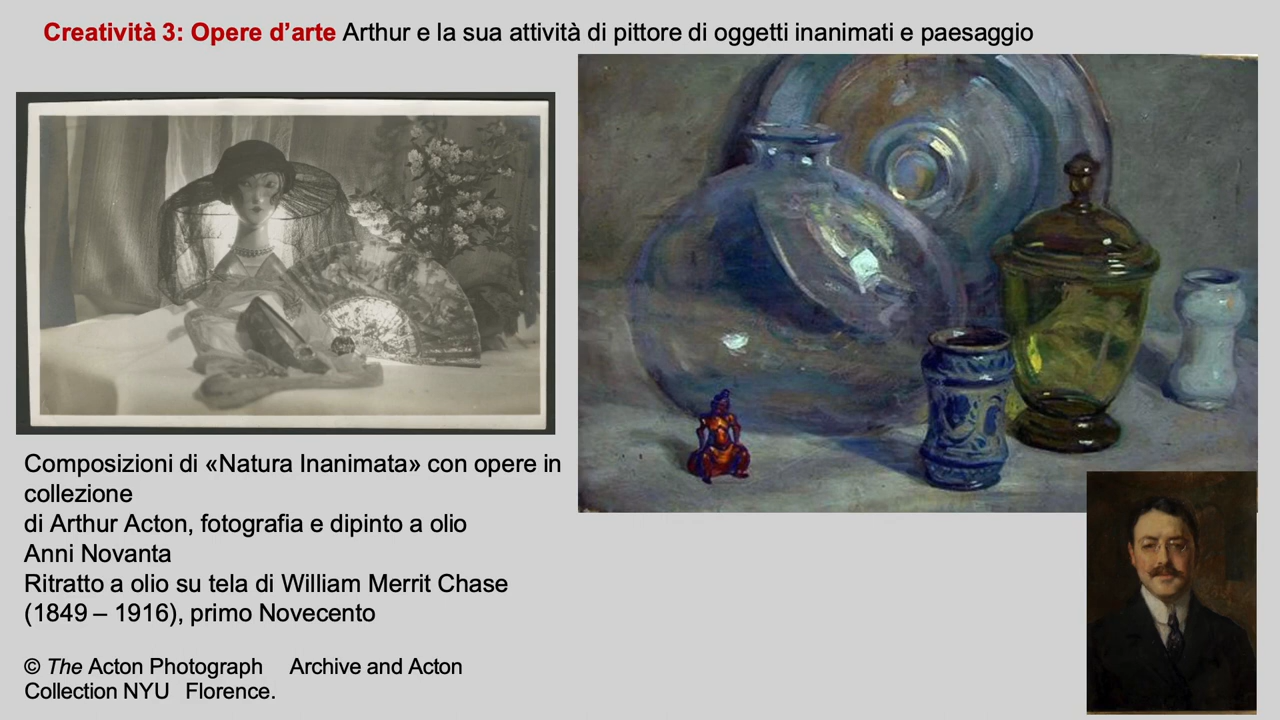 Creatività 3: Opere d’arte Arthur e la sua attività di pittore di oggetti inanimati e paesaggio
Composizioni di «Natura Inanimata» con opere in
collezione
di Arthur Acton, fotografia e dipinto a olio
Anni Novanta
Ritratto a olio su tela di William Merrit Chase
(1849 – 1916), primo Novecento
© The Acton Photograph Archive and Acton
Collection NYU Florence.